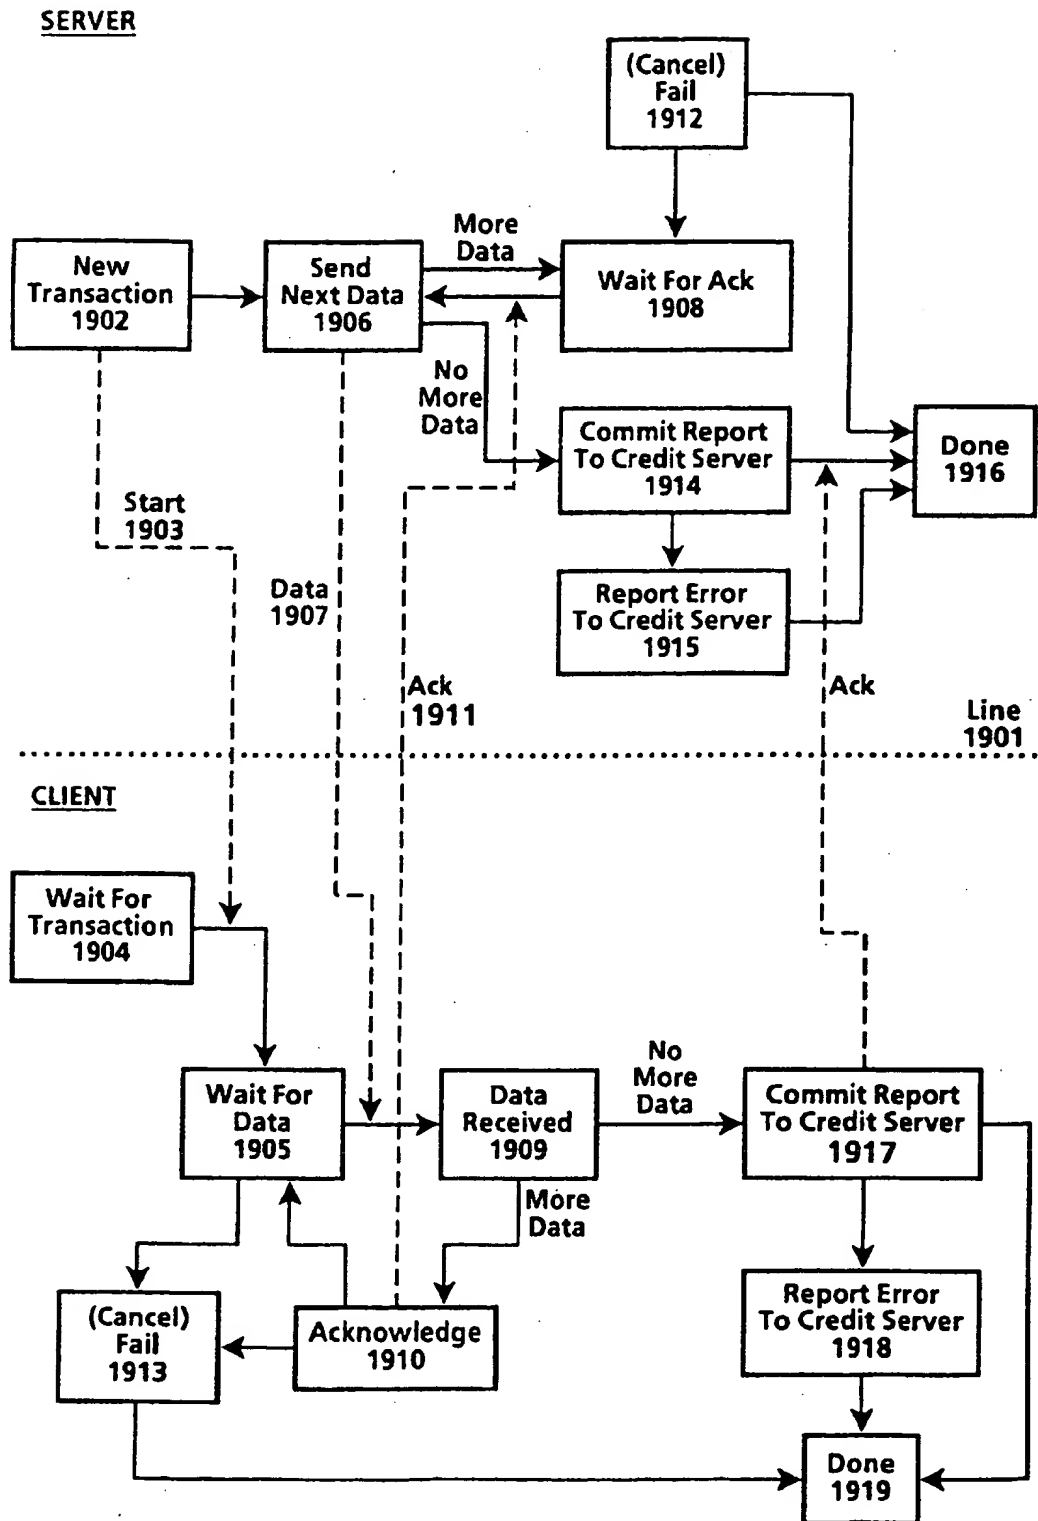 SERVER
(Cancel)
Fail
1912
New
Transaction
1902
Send
Next Data
1906
More
Data
Wait For Ack
1908
No
More
Data
Commit Report
To Credit Server
1914
Done
1916
Start
1903
Data
1907
Report Error
To Credit Server
1915
Ack
1911
Ack
Line
1901
CLIENT
Wait For
Transaction
1904
Wait For
Data
1905
Data
Received
1909
No
More
Data
Commit Report
To Credit Server
1917
More
Data
(Cancel)
Fail
1913
Acknowledge
1910
Report Error
To Credit Server
1918
Done
1919